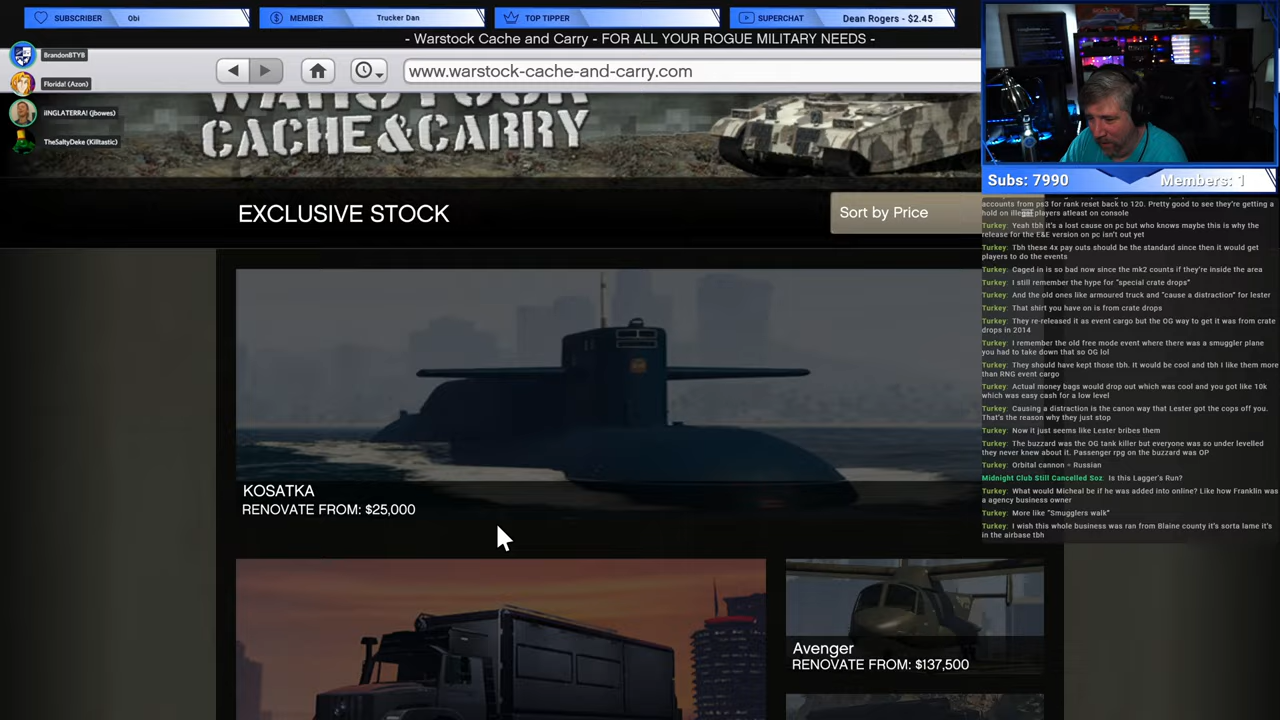 SUBSCRIBER Obi
MEMBER Trucker Dan
TOP TIPPER
SUPERCHAT Dean Rogers - $2.45
- Warstock Cache and Carry - FOR ALL YOUR ROGUE MILITARY NEEDS -
BrandonBTYB
Florida! (Azon)
iINGLATERRA! (jbowes)
TheSaltyDeke (Killtastic)
www.warstock-cache-and-carry.com
CACHE&CARRY
EXCLUSIVE STOCK
Sort by Price
KOSATKA
RENOVATE FROM: $25,000
Avenger
RENOVATE FROM: $137,500
Subs: 7990 Members: 1
accounts from ps3 for rank reset back to 120. Pretty good to see they're getting a
hold on illegal players atleast on console
Turkey: Yeah tbh it's a lost cause on pc but who knows maybe this is why the
release for the E&E version on pc isn't out yet
Turkey: Tbh these 4x pay outs should be the standard since then it would get
players to do the events
Turkey: Caged in is so bad now since the mk2 counts if they're inside the area
Turkey: I still remember the hype for "special crate drops"
Turkey: And the old ones like armoured truck and "cause a distraction" for lester
Turkey: That shirt you have on is from crate drops
Turkey: They re-released it as event cargo but the OG way to get it was from crate
drops in 2014
Turkey: I remember the old free mode event where there was a smuggler plane
you had to take down that so OG lol
Turkey: They should have kept those tbh. It would be cool and tbh I like them more
than RNG event cargo
Turkey: Actual money bags would drop out which was cool and you got like 10k
which was easy cash for a low level
Turkey: Causing a distraction is the canon way that Lester got the cops off you.
That's the reason why they just stop
Turkey: Now it just seems like Lester bribes them
Turkey: The buzzard was the OG tank killer but everyone was so under levelled
they never knew about it. Passenger rpg on the buzzard was OP
Turkey: Orbital cannon = Russian
Midnight Club Still Cancelled Soz: Is this Lagger's Run?
Turkey: What would Micheal be if he was added into online? Like how Franklin was
a agency business owner
Turkey: More like "Smugglers walk"
Turkey: I wish this whole business was ran from Blaine county it's sorta lame it's
in the airbase tbh